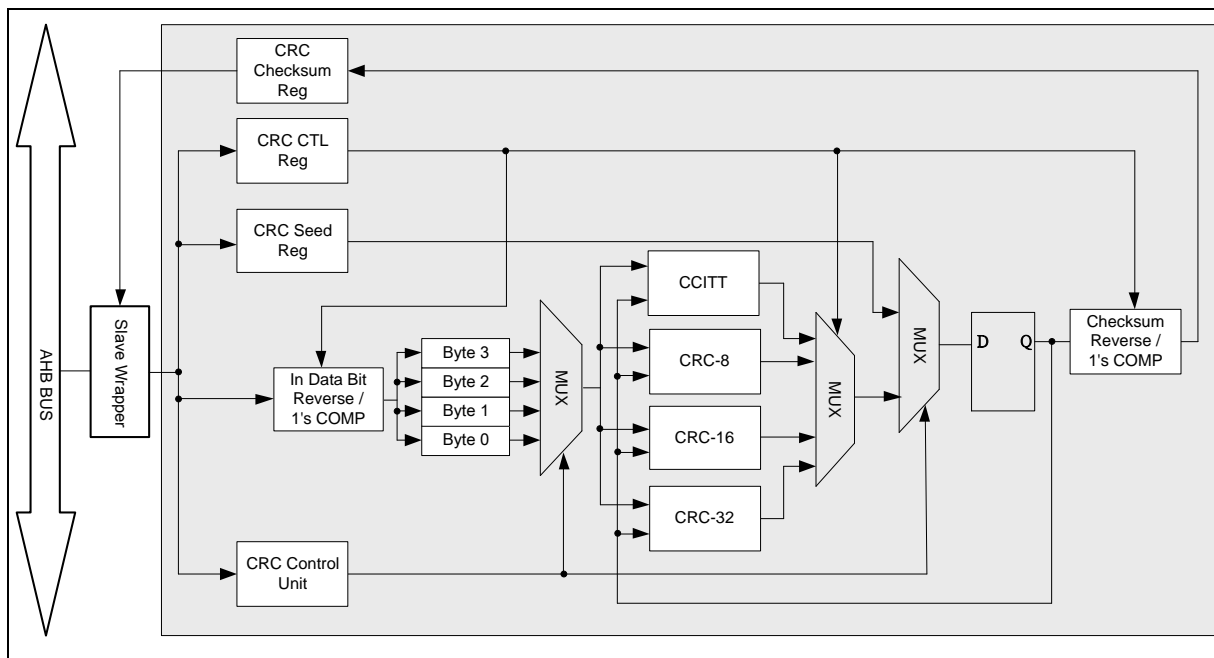 CRC
Checksum
Reg
CRC CTL
Reg
CRC Seed
Reg
AHB BUS
Slave Wrapper
In Data Bit
Reverse /
1's COMP
Byte 3
Byte 2
Byte 1
Byte 0
MUX
CCITT
CRC-8
CRC-16
CRC-32
MUX
MUX
D
Q
Checksum
Reverse /
1's COMP
CRC Control
Unit